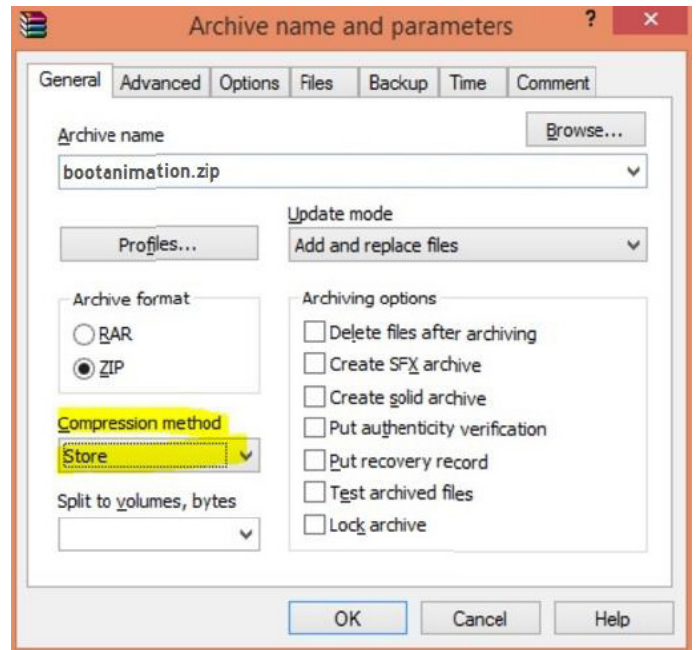 Archive name and parameters ?
General Advanced Options Files Backup Time Comment
Archive name
Browse...
bootanimation.zip
Update mode
Profiles...
Add and replace files
Archive format
RAR
ZIP
Compression method
Store
Split to volumes, bytes
Archiving options
Delete files after archiving
Create SFX archive
Create solid archive
Put authenticity verification
Put recovery record
Test archived files
Lock archive
OK Cancel Help